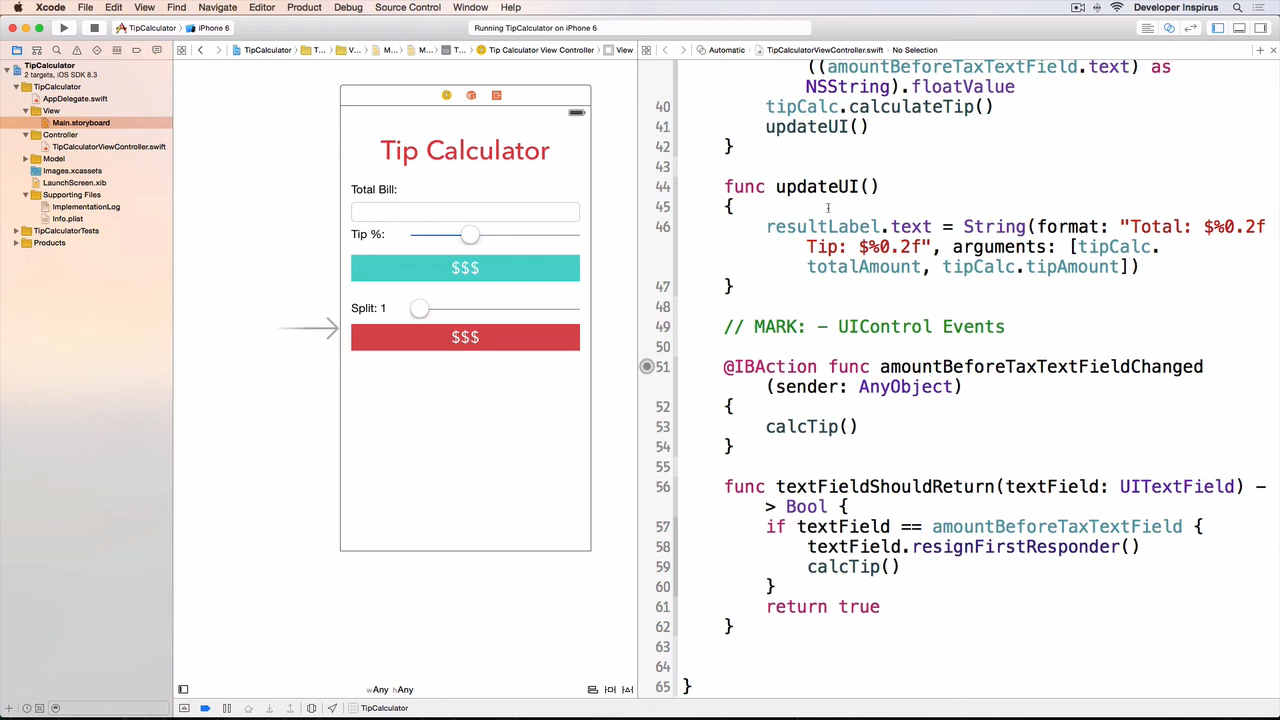 Xcode File Edit View Find Navigate Editor Product Debug Source Control Window Help Developer Inspirus
TipCalculator iPhone 6 Running TipCalculator on iPhone 6
TipCalculator T... V... M... M... T... Tip Calculator View Controller View
Automatic TipCalculatorViewController.swift No Selection
TipCalculator
2 targets, iOS SDK 8.3
TipCalculator
AppDelegate.swift
View
Main.storyboard
Controller
TipCalculatorViewController.swift
Model
Images.xcassets
LaunchScreen.xib
Supporting Files
ImplementationLog
Info.plist
TipCalculatorTests
Products
Tip Calculator
Total Bill:
Tip %:
$$$
Split: 1
$$$
wAny hAny
TipCalculator
((amountBeforeTaxTextField.text) as
NSString).floatValue
40 tipCalc.calculateTip()
41 updateUI()
42 }
43
44 func updateUI()
45 {
46 resultLabel.text = String(format: "Total: $%0.2f
Tip: $%0.2f", arguments: [tipCalc.
totalAmount, tipCalc.tipAmount])
47 }
48
49 // MARK: - UIControl Events
50
51 @IBAction func amountBeforeTaxTextFieldChanged
(sender: AnyObject)
52 {
53 calcTip()
54 }
55
56 func textFieldShouldReturn(textField: UITextField) -
> Bool {
57 if textField == amountBeforeTaxTextField {
58 textField.resignFirstResponder()
59 calcTip()
60 }
61 return true
62 }
63
64
65 }